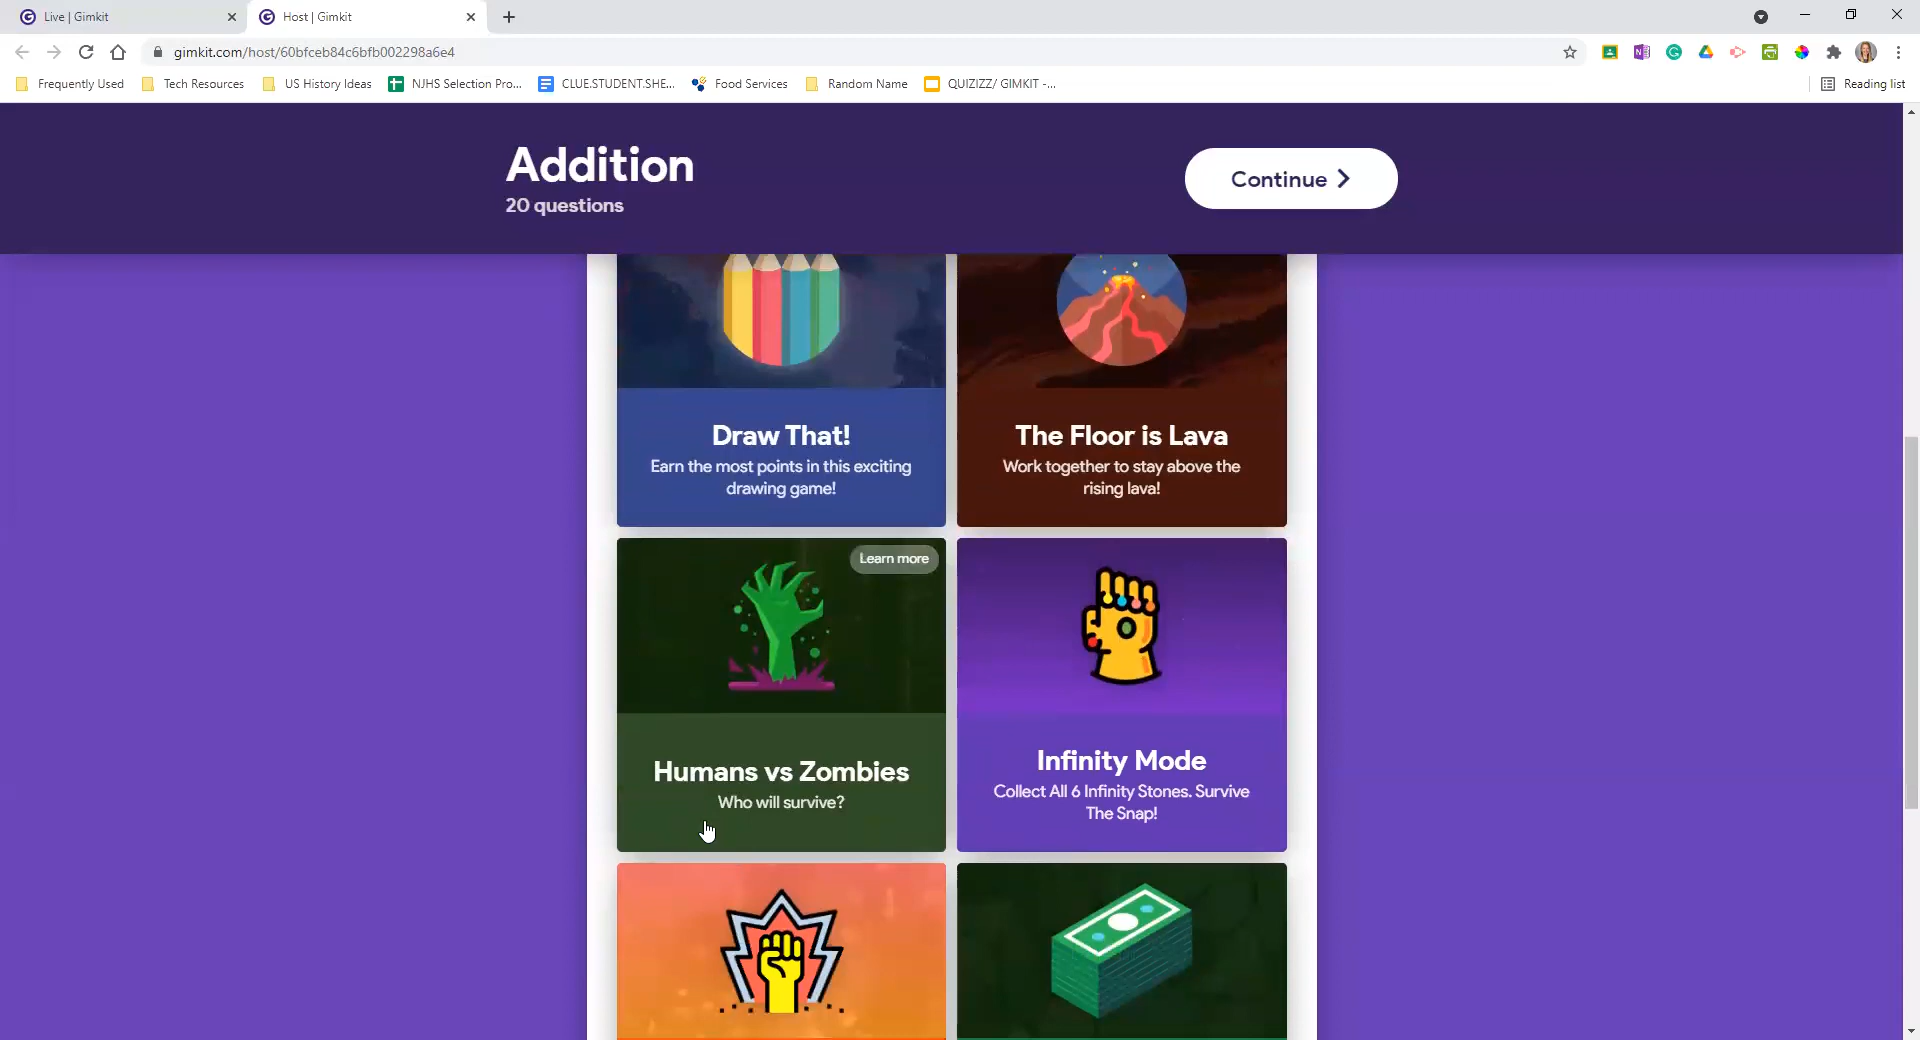 Live | Gimkit
Host | Gimkit
gimkit.com/host/60bfceb84c6bfb002298a6e4
Frequently Used
Tech Resources
US History Ideas
NJHS Selection Pro...
CLUE.STUDENT.SHE...
Food Services
Random Name
QUIZIZZ/ GIMKIT -...
Reading list
Addition
20 questions
Continue
Draw That!
Earn the most points in this exciting
drawing game!
The Floor is Lava
Work together to stay above the
rising lava!
Learn more
Humans vs Zombies
Who will survive?
Infinity Mode
Collect All 6 Infinity Stones. Survive
The Snap!